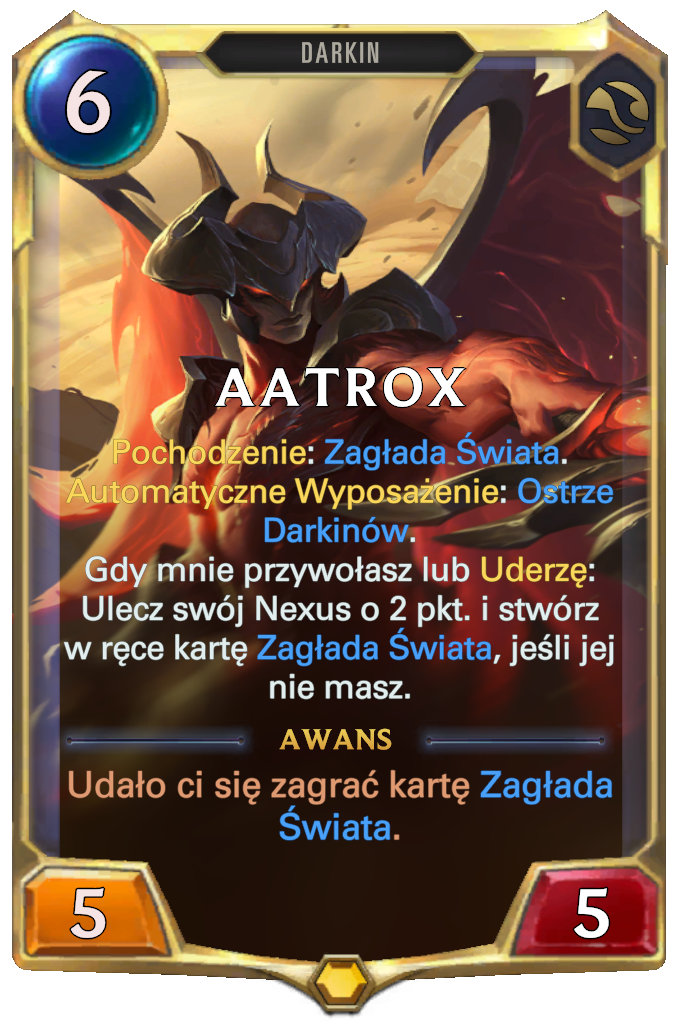 DARKIN
6
AATROX
Pochodzenie: Zagłada Świata.
Automatyczne Wyposażenie: Ostrze
Darkinów.
Gdy mnie przywołasz lub Uderzę:
Ulecz swój Nexus o 2 pkt. i stwórz
w ręce kartę Zagłada Świata, jeśli jej
nie masz.
AWANS
Udało ci się zagrać kartę Zagłada
Świata.
5
5